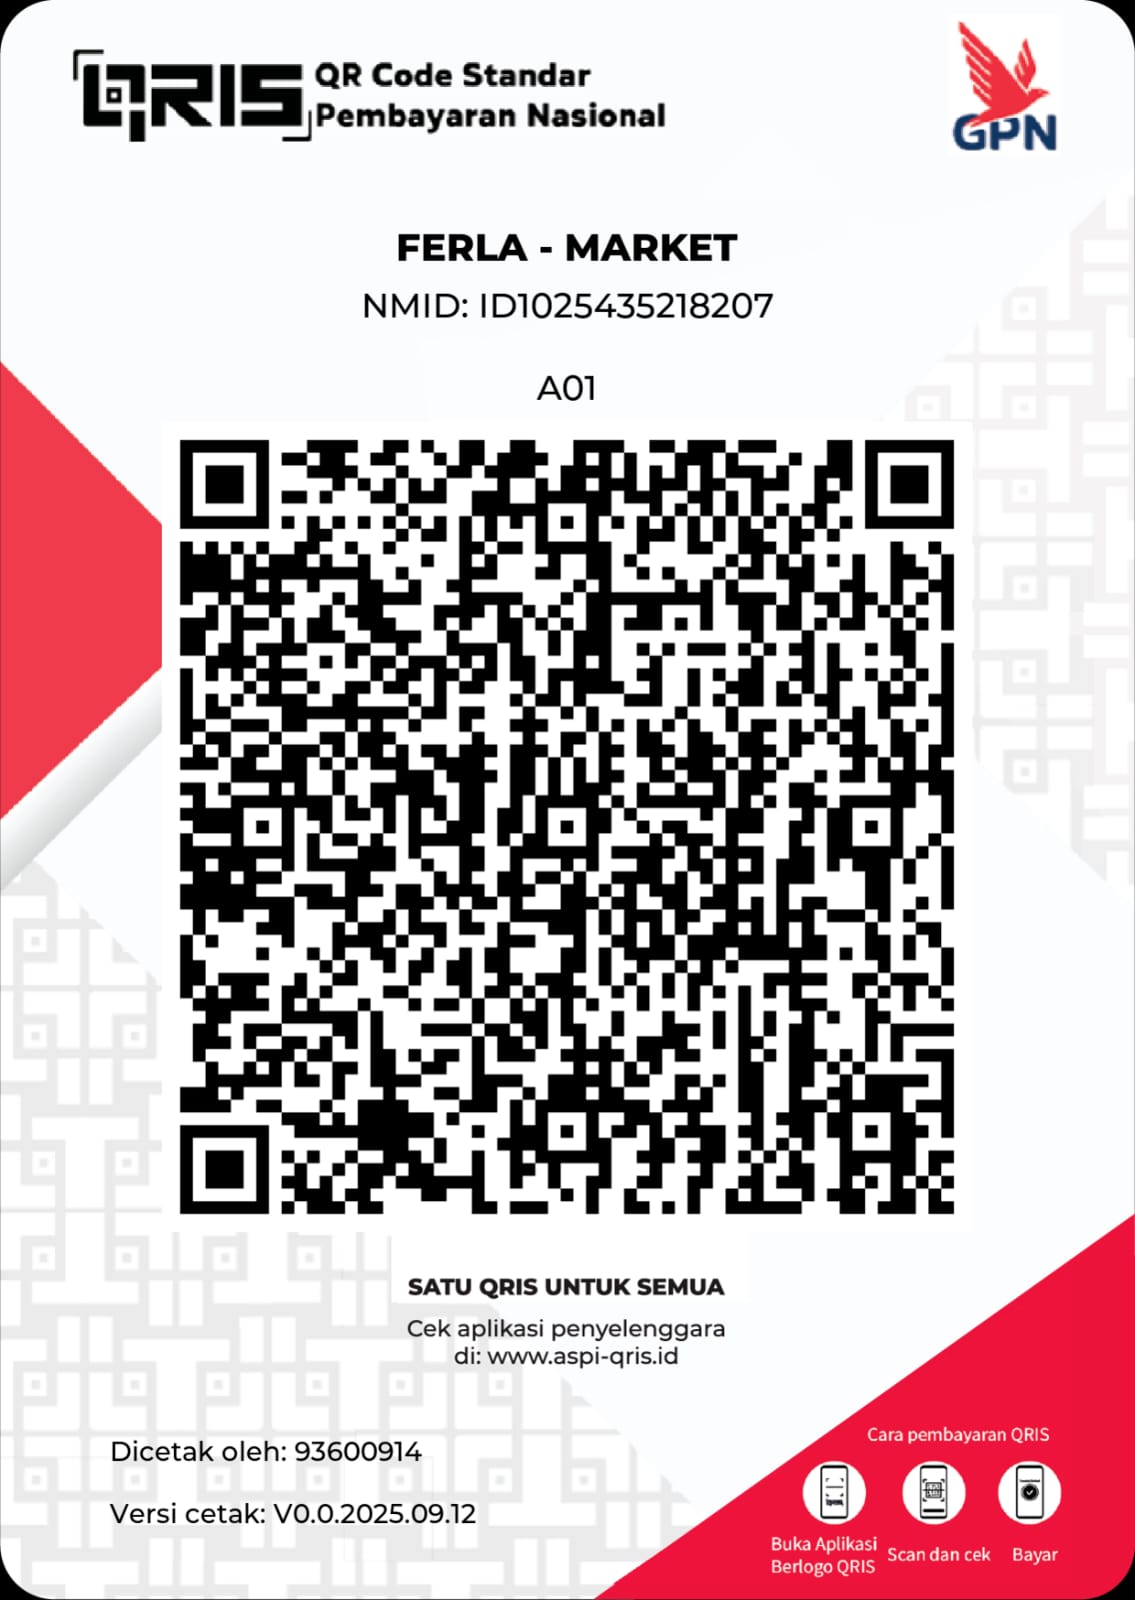 QRIS QR Code Standar
Pembayaran Nasional
GPN
FERLA - MARKET
NMID: ID1025435218207
A01
SATU QRIS UNTUK SEMUA
Cek aplikasi penyelenggara
di: www.aspi-qris.id
Dicetak oleh: 93600914
Versi cetak: V0.0.2025.09.12
Cara pembayaran QRIS
Buka Aplikasi
Berlogo QRIS
Scan dan cek
Bayar